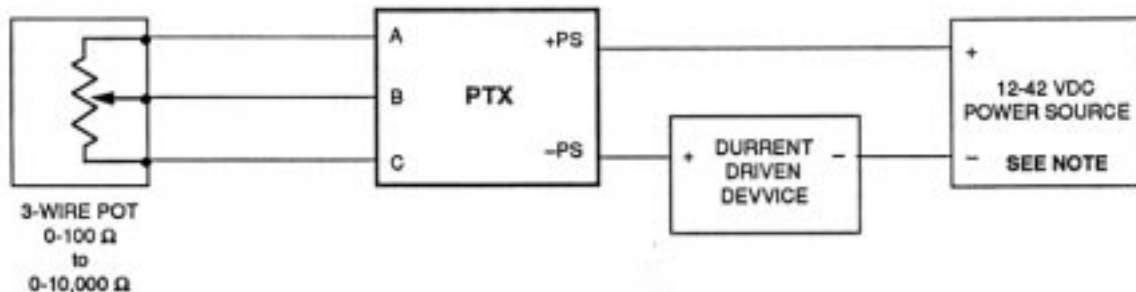 A
B
C
PTX
+PS
–PS
+ DURRENT –
DRIVEN
DEVVICE
+
12-42 VDC
POWER SOURCE
– SEE NOTE
3-WIRE POT
0-100 Ω
to
0-10,000 Ω